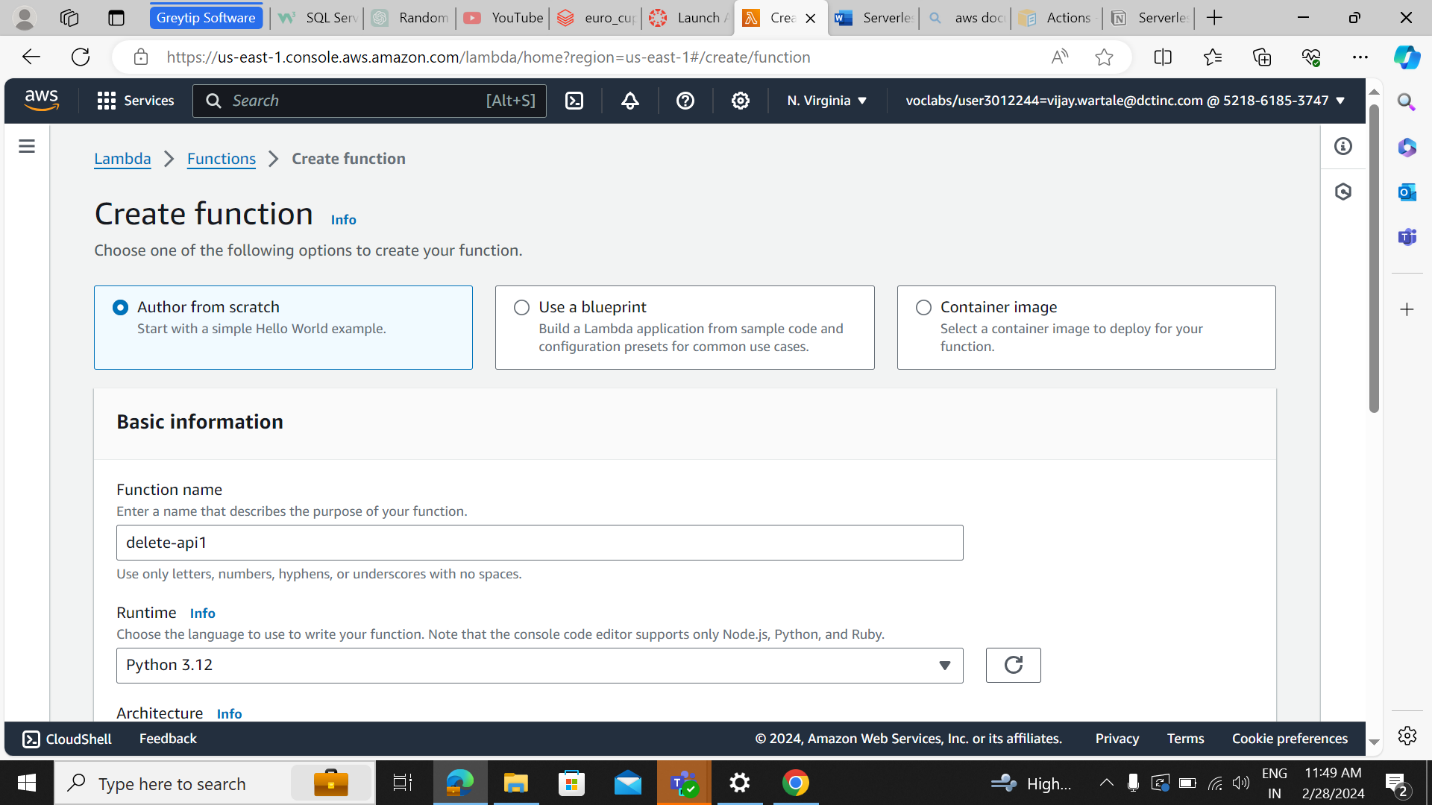 Greytip Software
SQL Serv
Random
YouTube
euro_cup
Launch A
Crea
Serverle
aws doc
Actions
Serverle
https://us-east-1.console.aws.amazon.com/lambda/home?region=us-east-1#/create/function
aws
Services
Search
[Alt+S]
N. Virginia
voclabs/user3012244=vijay.wartale@dctinc.com @ 5218-6185-3747
Lambda > Functions > Create function
Create function Info
Choose one of the following options to create your function.
Author from scratch
Start with a simple Hello World example.
Use a blueprint
Build a Lambda application from sample code and
configuration presets for common use cases.
Container image
Select a container image to deploy for your
function.
Basic information
Function name
Enter a name that describes the purpose of your function.
delete-api1
Use only letters, numbers, hyphens, or underscores with no spaces.
Runtime Info
Choose the language to use to write your function. Note that the console code editor supports only Node.js, Python, and Ruby.
Python 3.12
Architecture Info
CloudShell
Feedback
© 2024, Amazon Web Services, Inc. or its affiliates.
Privacy
Terms
Cookie preferences
Type here to search
High...
ENG
IN
11:49 AM
2/28/2024
2